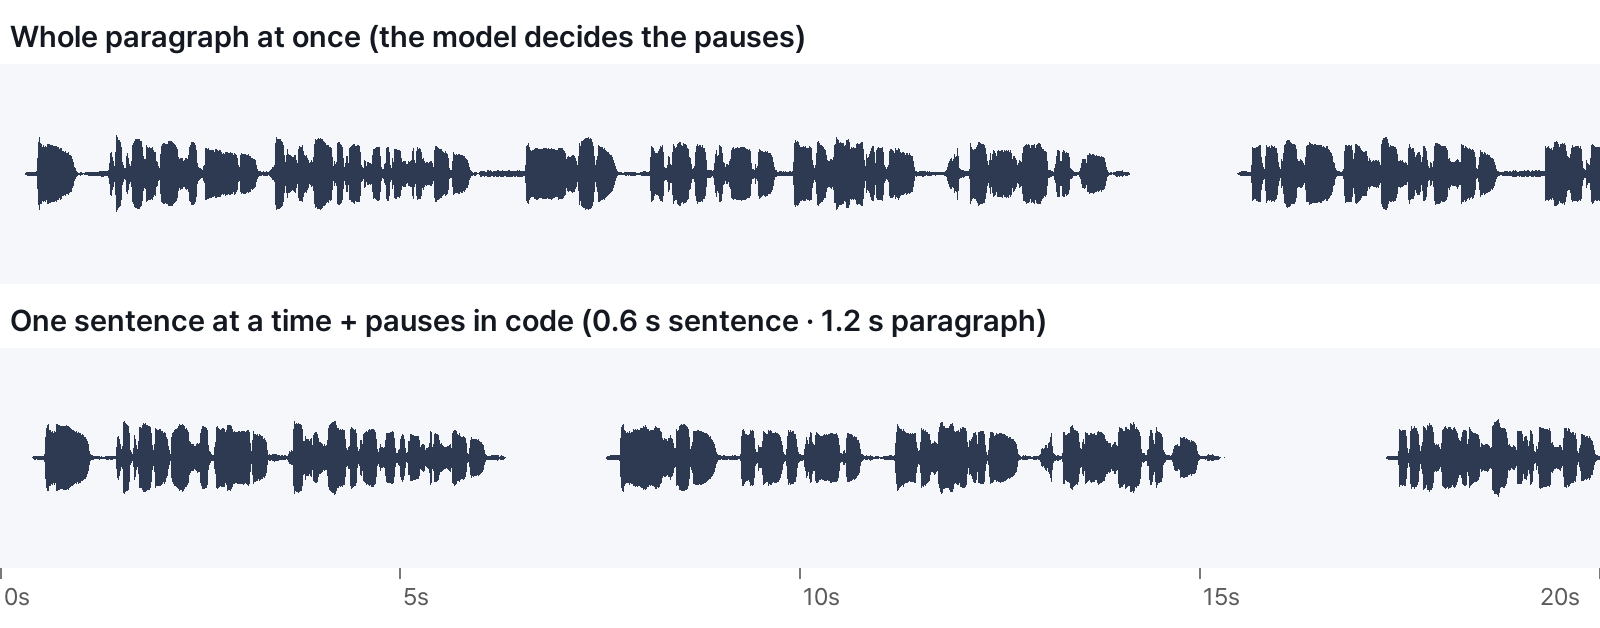 Whole paragraph at once (the model decides the pauses)
One sentence at a time + pauses in code (0.6 s sentence · 1.2 s paragraph)
0s 5s 10s 15s 20s